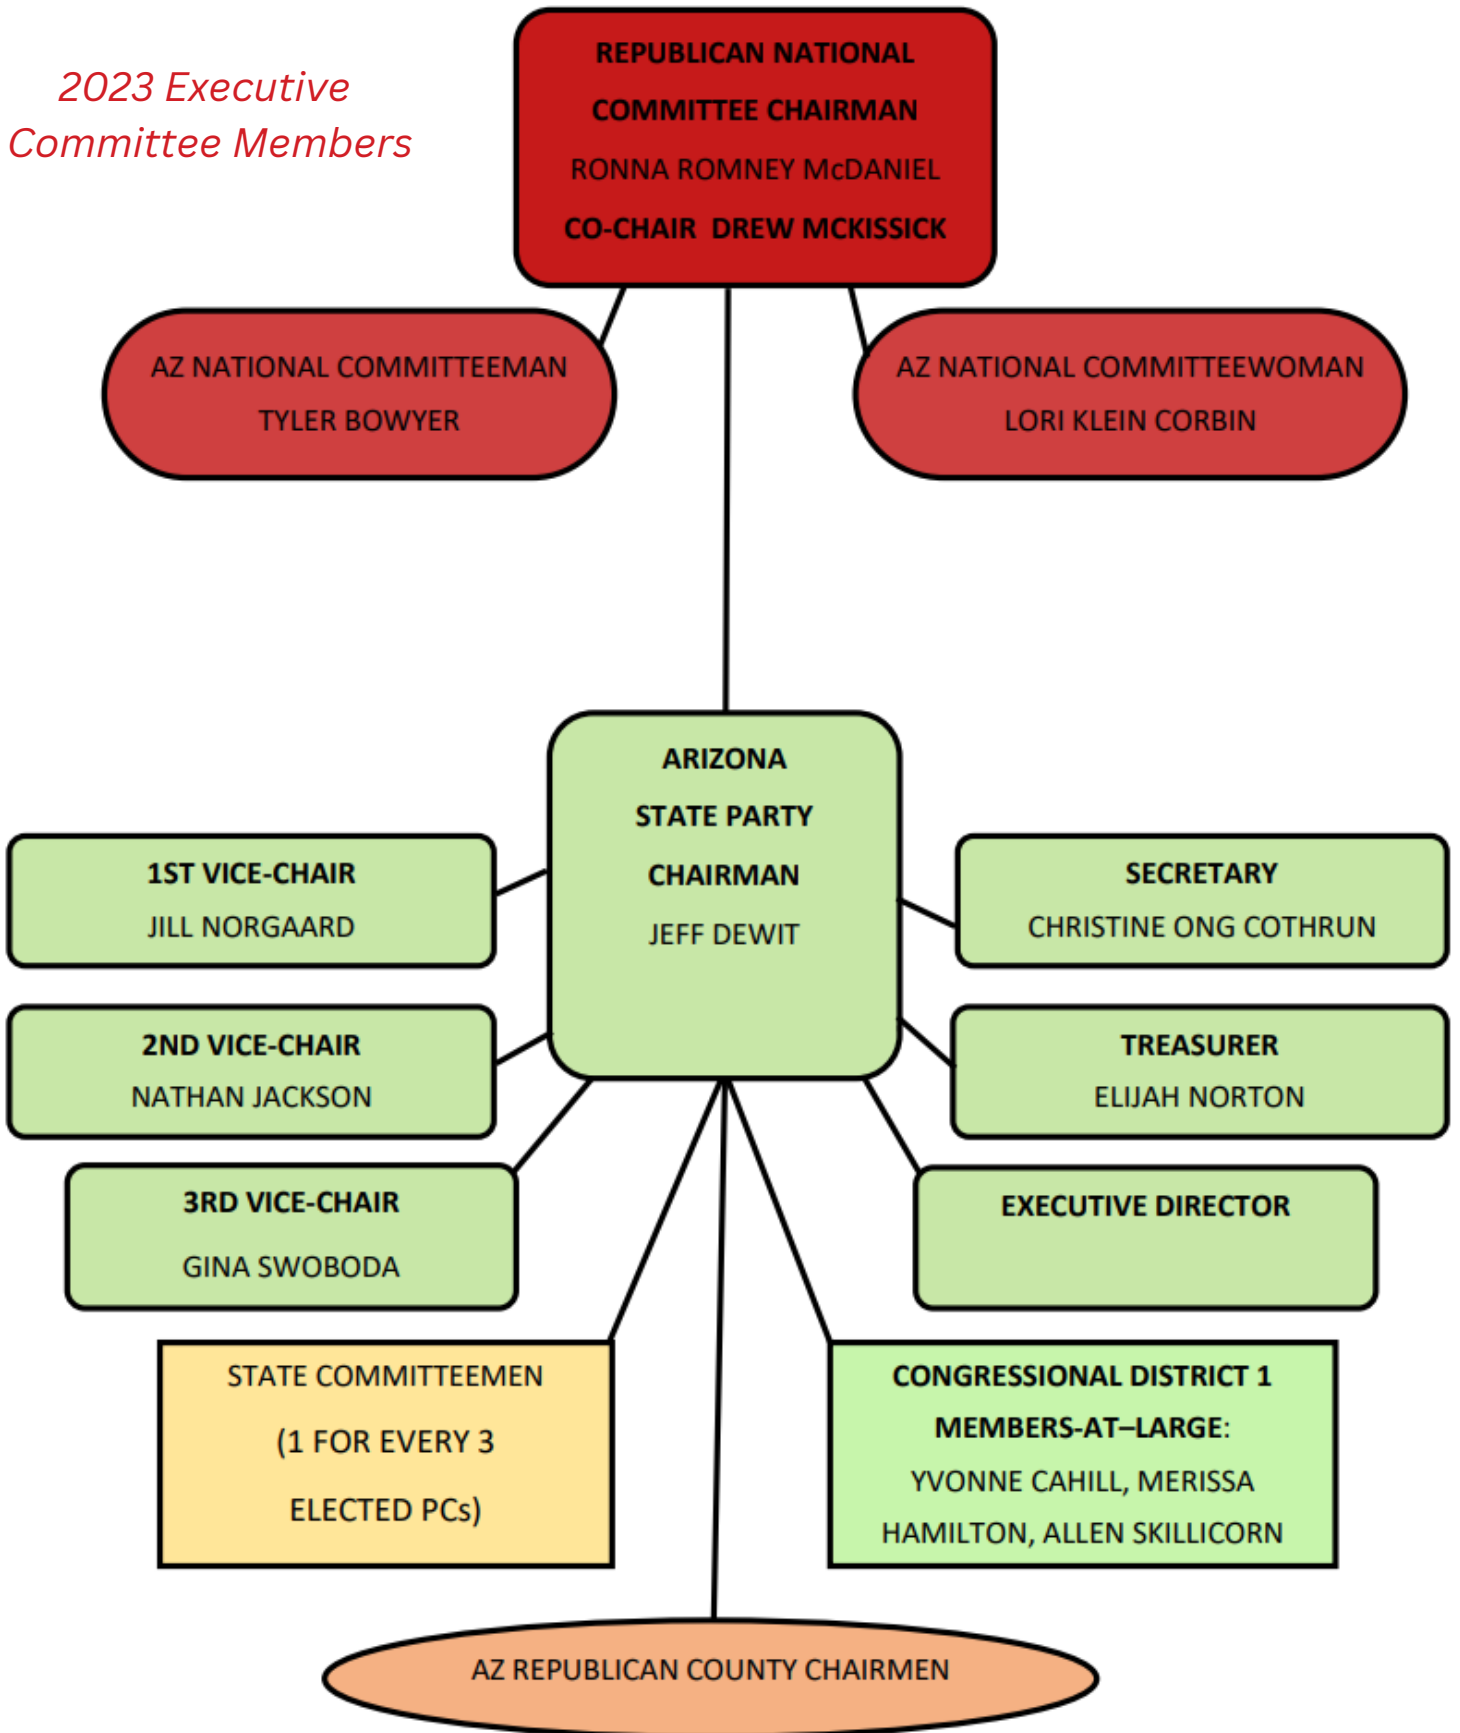 2023 Executive
Committee Members
REPUBLICAN NATIONAL
COMMITTEE CHAIRMAN
RONNA ROMNEY McDANIEL
CO-CHAIR  DREW MCKISSICK
AZ NATIONAL COMMITTEEMAN
TYLER BOWYER
AZ NATIONAL COMMITTEEWOMAN
LORI KLEIN CORBIN
ARIZONA
STATE PARTY
CHAIRMAN
JEFF DEWIT
1ST VICE-CHAIR
JILL NORGAARD
SECRETARY
CHRISTINE ONG COTHRUN
2ND VICE-CHAIR
NATHAN JACKSON
TREASURER
ELIJAH NORTON
3RD VICE-CHAIR
GINA SWOBODA
EXECUTIVE DIRECTOR
STATE COMMITTEEMEN
(1 FOR EVERY 3
ELECTED PCs)
CONGRESSIONAL DISTRICT 1
MEMBERS-AT–LARGE:
YVONNE CAHILL, MERISSA
HAMILTON, ALLEN SKILLICORN
AZ REPUBLICAN COUNTY CHAIRMEN